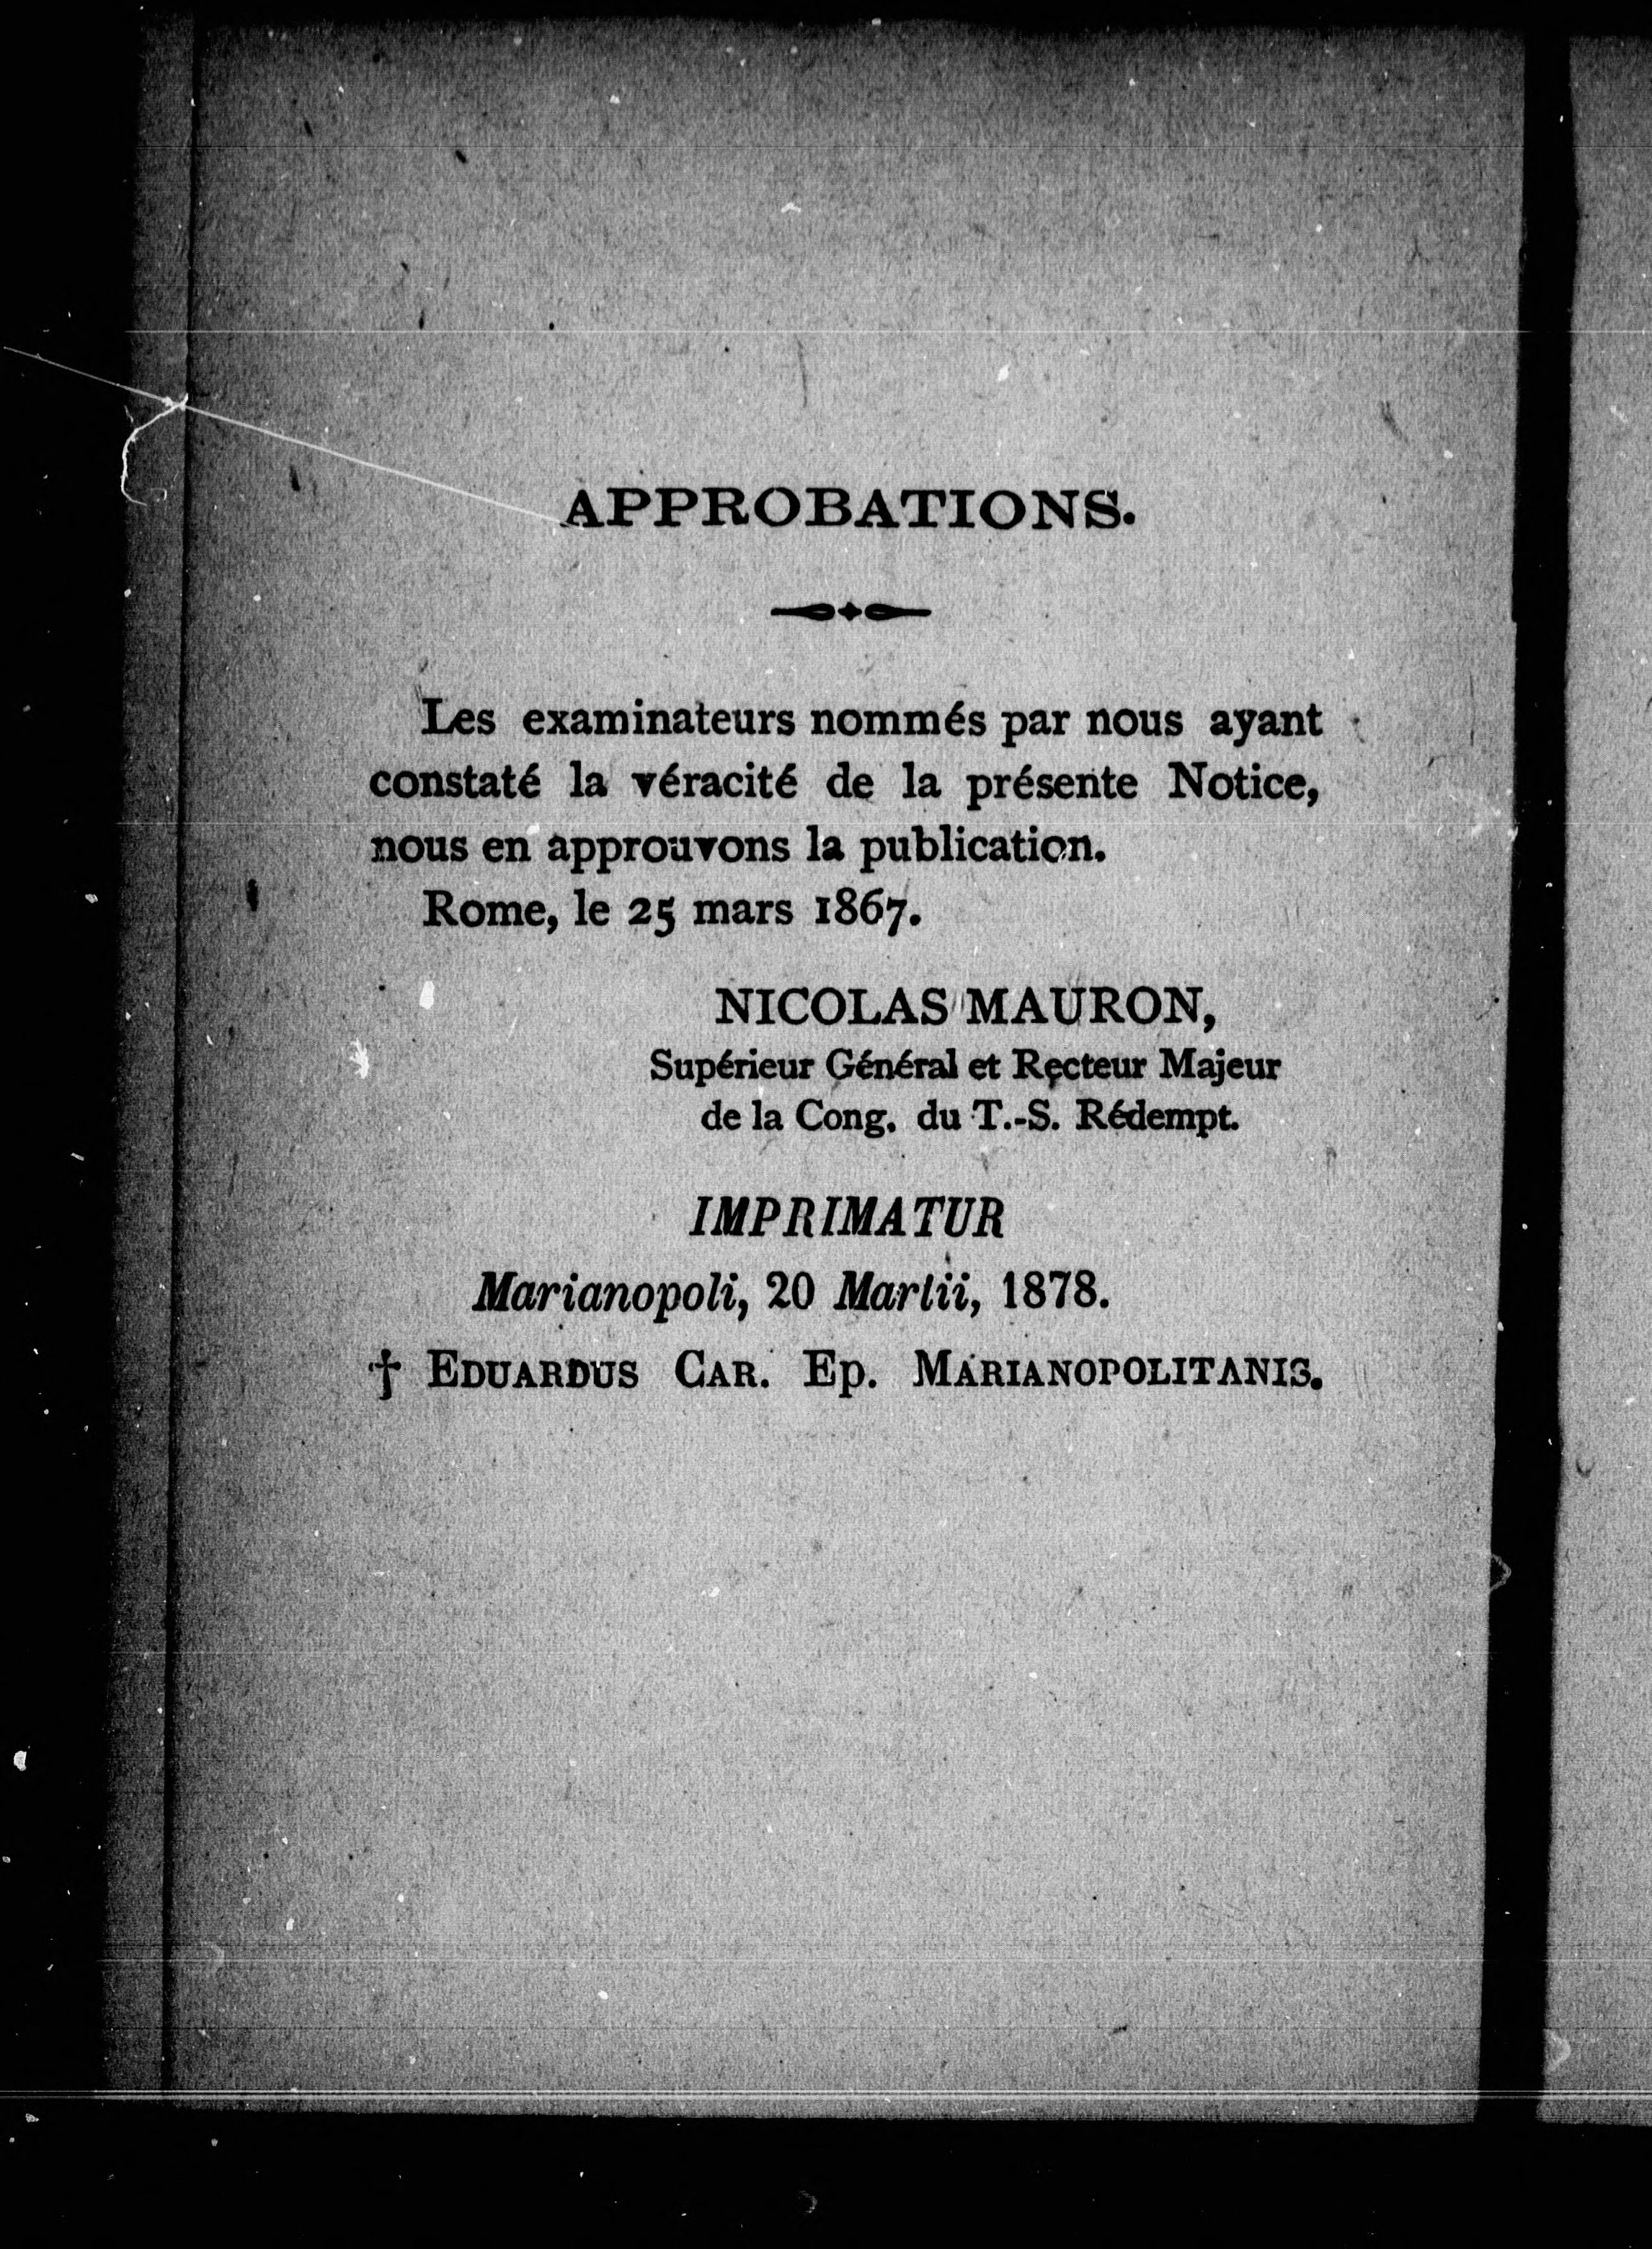 APPROBATIONS.
Les examinateurs nommés par nous ayant
constaté la véracité de la présente Notice,
nous en approuvons la publication.
Rome, le 25 mars 1867.
NICOLAS MAURON,
Supérieur Général et Recteur Majeur
de la Cong. du T.-S. Rédempt.
IMPRIMATUR
Marianopoli, 20 Martii, 1878.
† EDUARDUS CAR. Ep. MARIANOPOLITANIS.